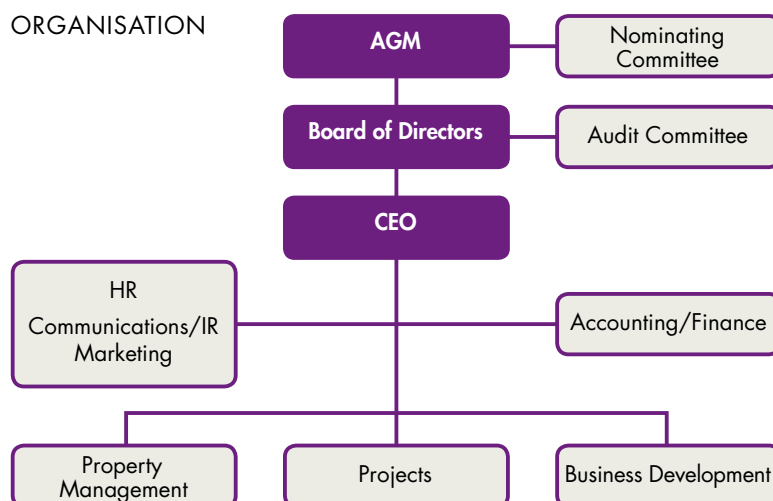 ORGANISATION
AGM
Nominating
Committee
Board of Directors
Audit Committee
CEO
HR
Communications/IR
Marketing
Accounting/Finance
Property
Management
Projects
Business Development